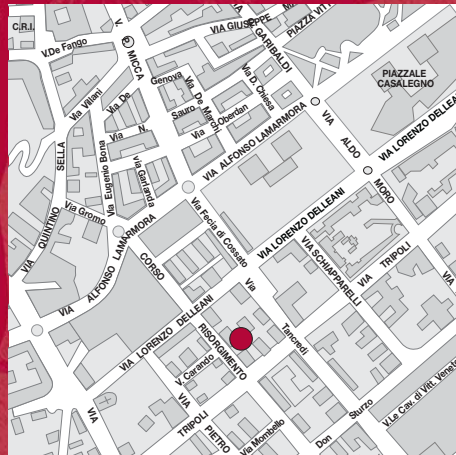 C.R.I.
V.De Fango
V. MICCA
VIA GIUSEPPE
GARIBALDI
PIAZZA VITT
PIAZZALE
CASALEGNO
Genova
Via Villani
Via De
Sauro
Via De Marchi
Via D. Chiesa
Via N.
Via Oberdan
VIA ALFONSO LAMARMORA
VIA ALDO MORO
VIA LORENZO DELLEANI
VIA QUINTINO SELLA
Via Eugenio Bona
via Garlanda
Via Gromo
VIA ALFONSO LAMARMORA
Via Fecia di Cossato
VIA LORENZO DELLEANI
VIA SCHIAPPARELLI
VIA TRIPOLI
CORSO RISORGIMENTO
VIA LORENZO DELLEANI
Via Tancredi
V. Carando
VIA
VIA PIETRO
TRIPOLI
Via Mombello
Don Sturzo
V.Le Cav. di Vitt. Veneto